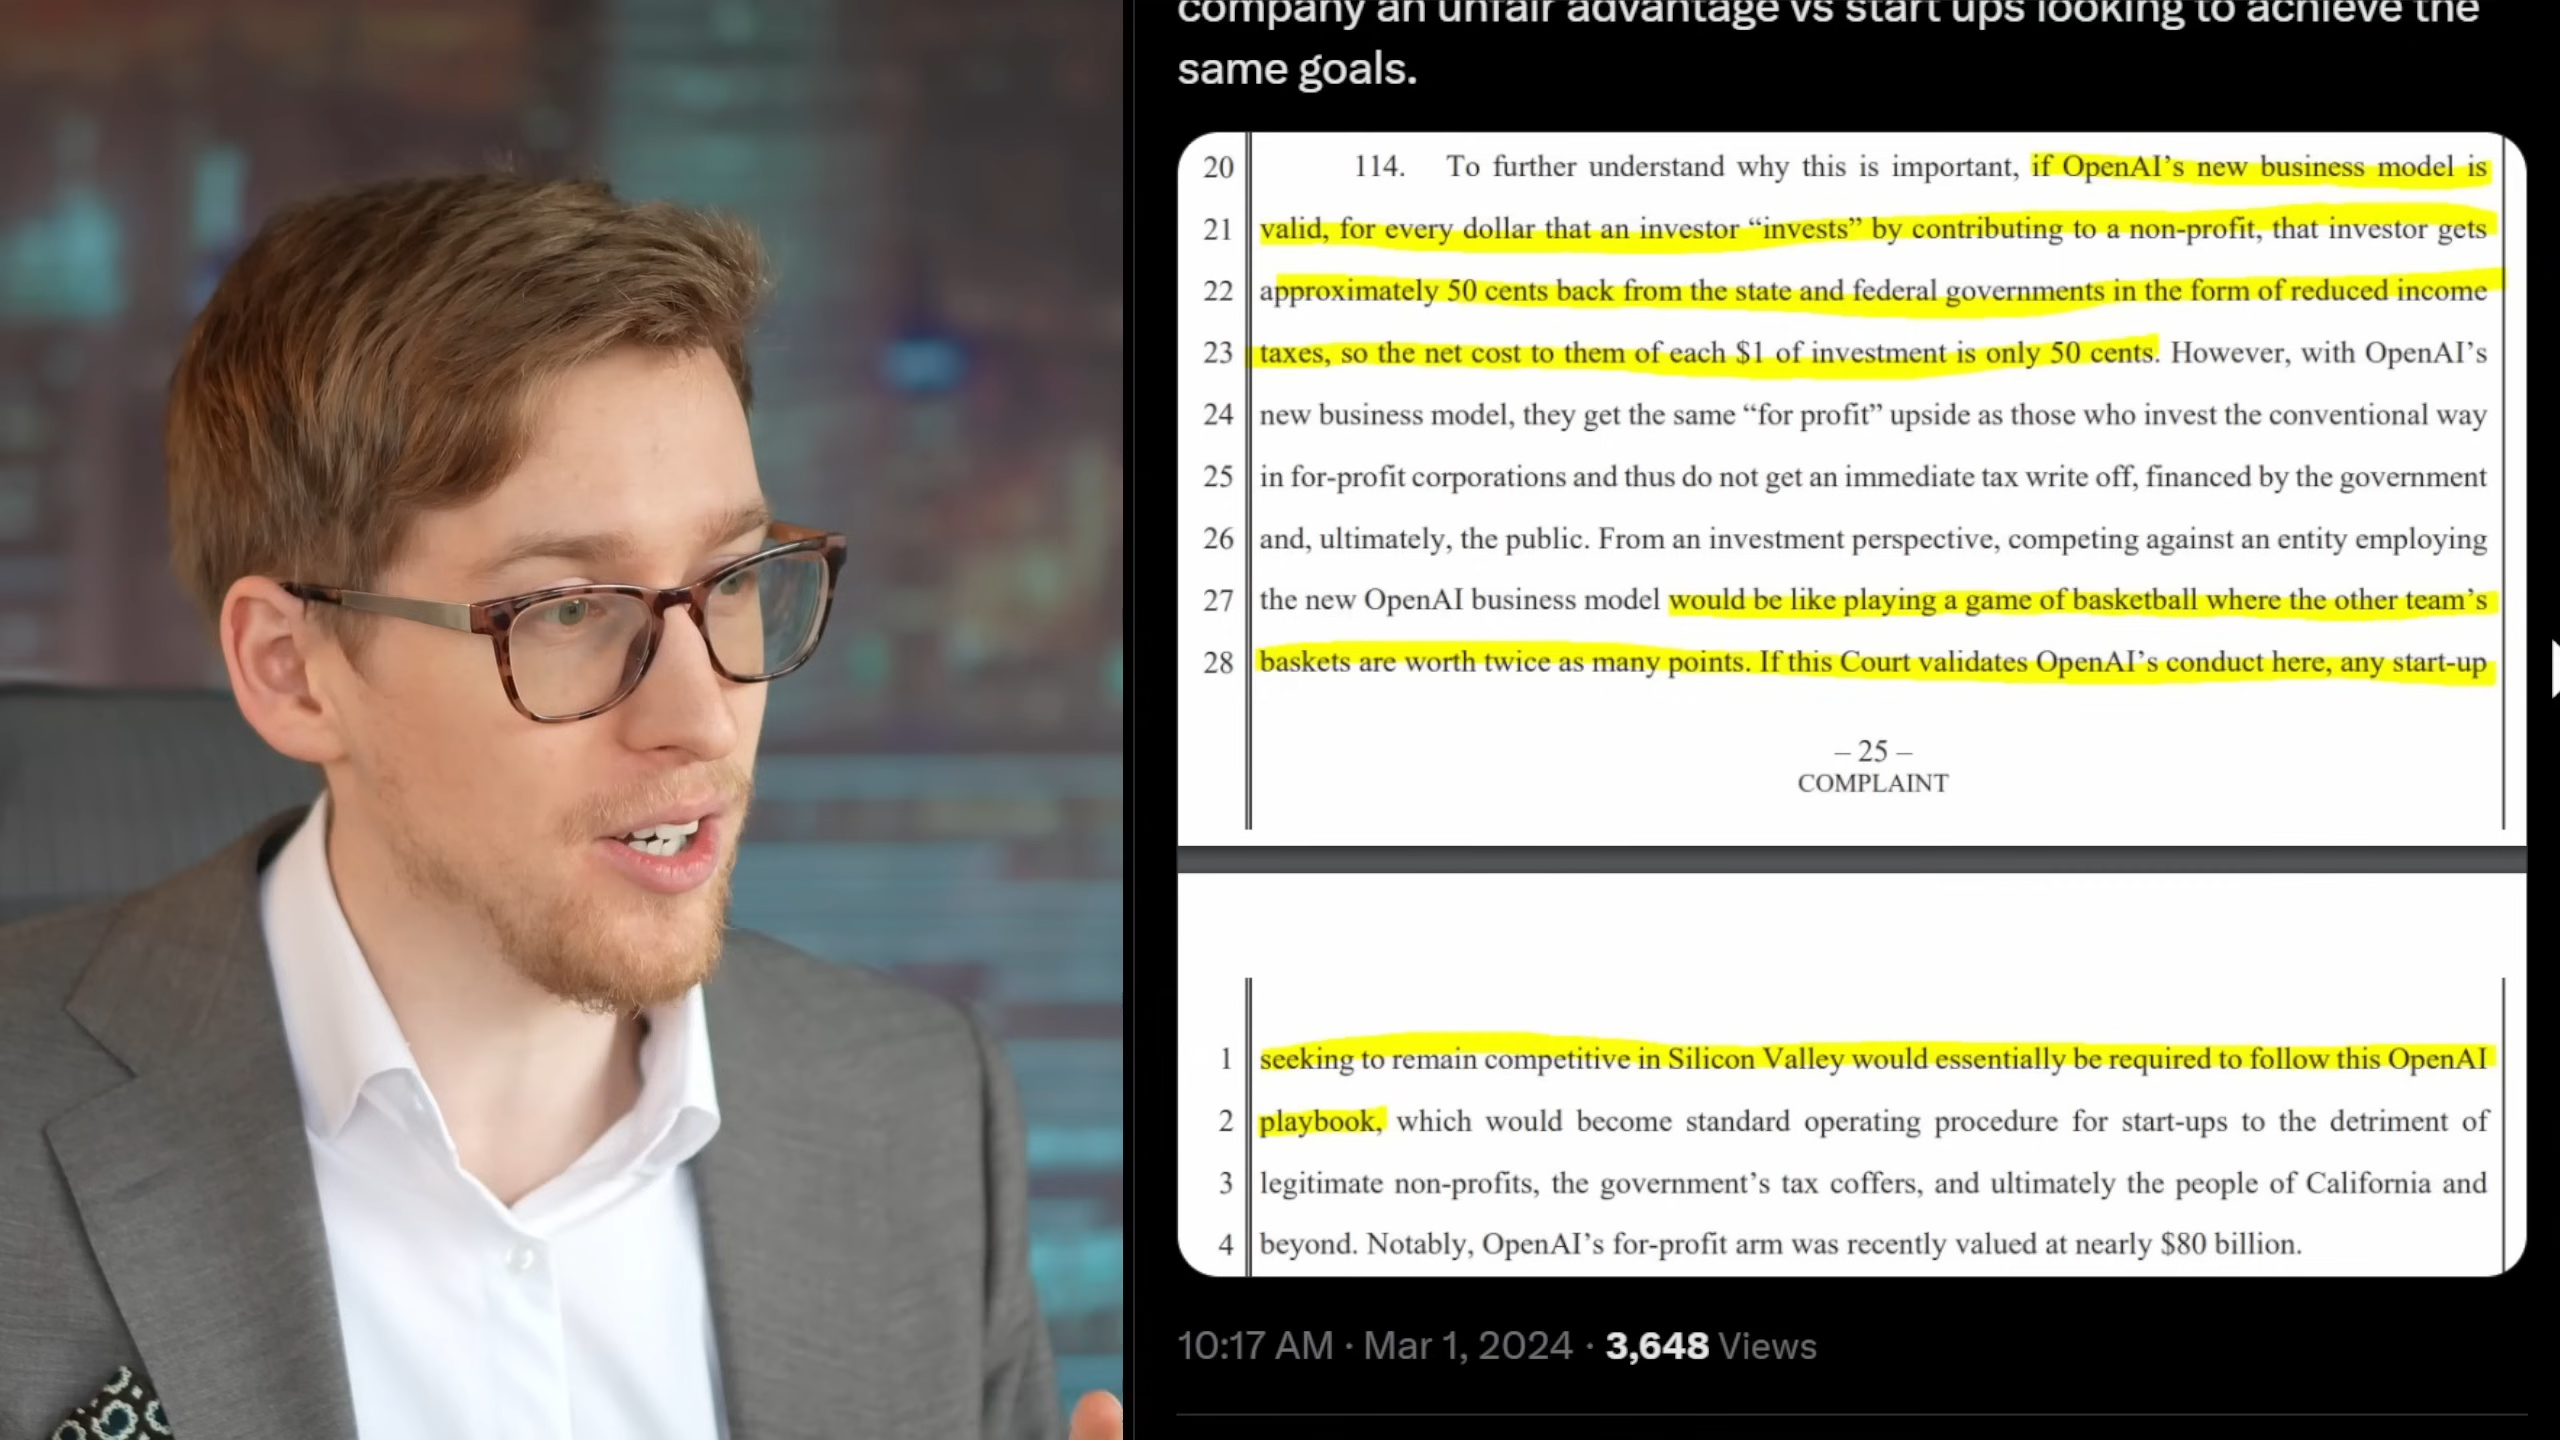 company an unfair advantage vs start ups looking to achieve the
same goals.
20 114. To further understand why this is important, if OpenAI’s new business model is
21 valid, for every dollar that an investor “invests” by contributing to a non-profit, that investor gets
22 approximately 50 cents back from the state and federal governments in the form of reduced income
23 taxes, so the net cost to them of each $1 of investment is only 50 cents. However, with OpenAI’s
24 new business model, they get the same “for profit” upside as those who invest the conventional way
25 in for-profit corporations and thus do not get an immediate tax write off, financed by the government
26 and, ultimately, the public. From an investment perspective, competing against an entity employing
27 the new OpenAI business model would be like playing a game of basketball where the other team’s
28 baskets are worth twice as many points. If this Court validates OpenAI’s conduct here, any start-up
– 25 –
COMPLAINT
1 seeking to remain competitive in Silicon Valley would essentially be required to follow this OpenAI
2 playbook, which would become standard operating procedure for start-ups to the detriment of
3 legitimate non-profits, the government’s tax coffers, and ultimately the people of California and
4 beyond. Notably, OpenAI’s for-profit arm was recently valued at nearly $80 billion.
10:17 AM · Mar 1, 2024 · 3,648 Views